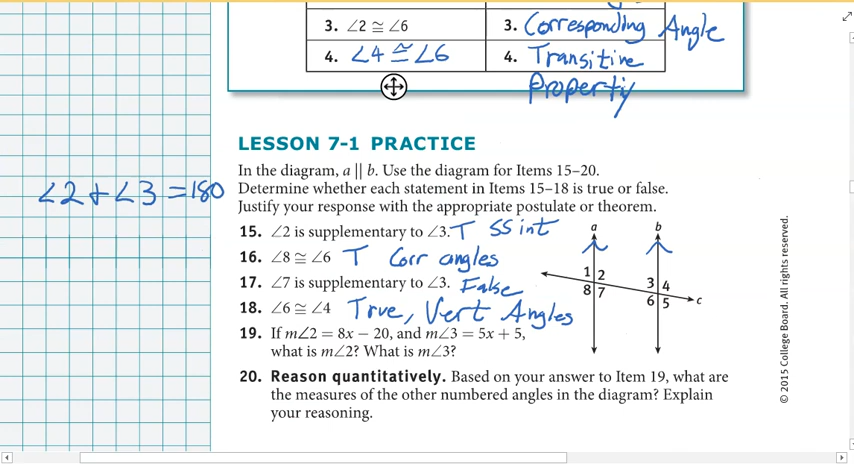 3. ∠2 ≅ ∠6 3. Corresponding Angle
4. ∠4 ≅ ∠6 4. Transitive
Property
LESSON 7-1 PRACTICE
In the diagram, a || b. Use the diagram for Items 15–20.
∠2 + ∠3 = 180
Determine whether each statement in Items 15–18 is true or false.
Justify your response with the appropriate postulate or theorem.
15. ∠2 is supplementary to ∠3. T SS int
16. ∠8 ≅ ∠6 T Corr angles
17. ∠7 is supplementary to ∠3. False
18. ∠6 ≅ ∠4 True, Vert Angles
19. If m∠2 = 8x − 20, and m∠3 = 5x + 5,
what is m∠2? What is m∠3?
a b
1 2 3 4
8 7 6 5 c
20. Reason quantitatively. Based on your answer to Item 19, what are
the measures of the other numbered angles in the diagram? Explain
your reasoning.
© 2015 College Board. All rights reserved.